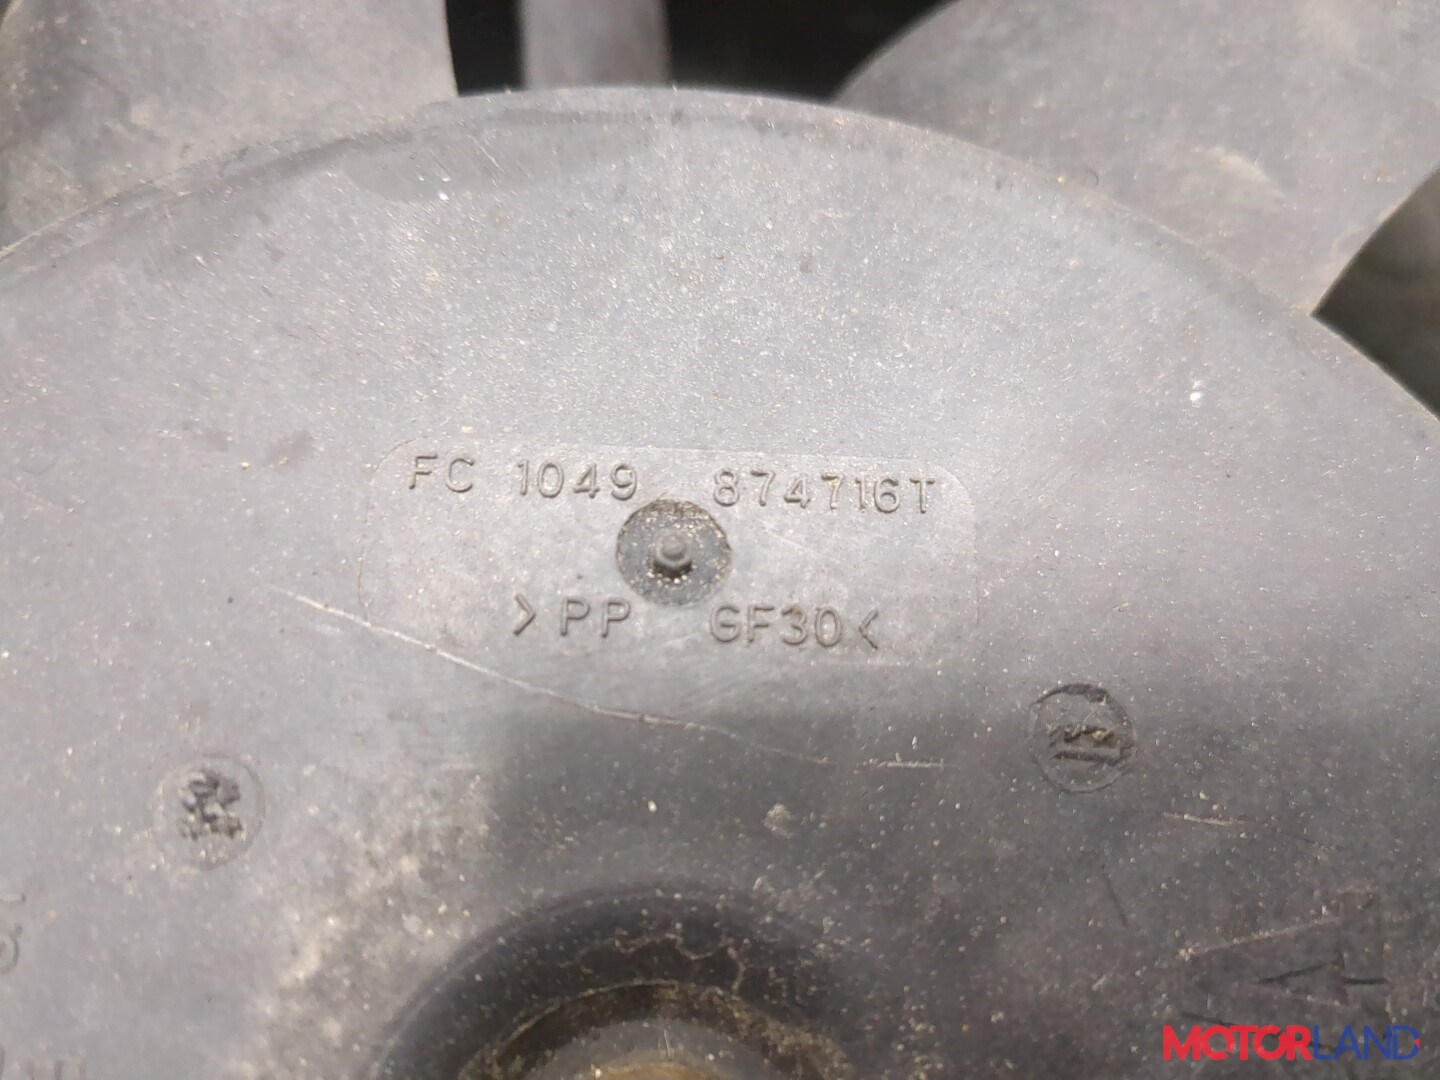 FC 1049 874716T
>PP GF30<
MOTORLAND